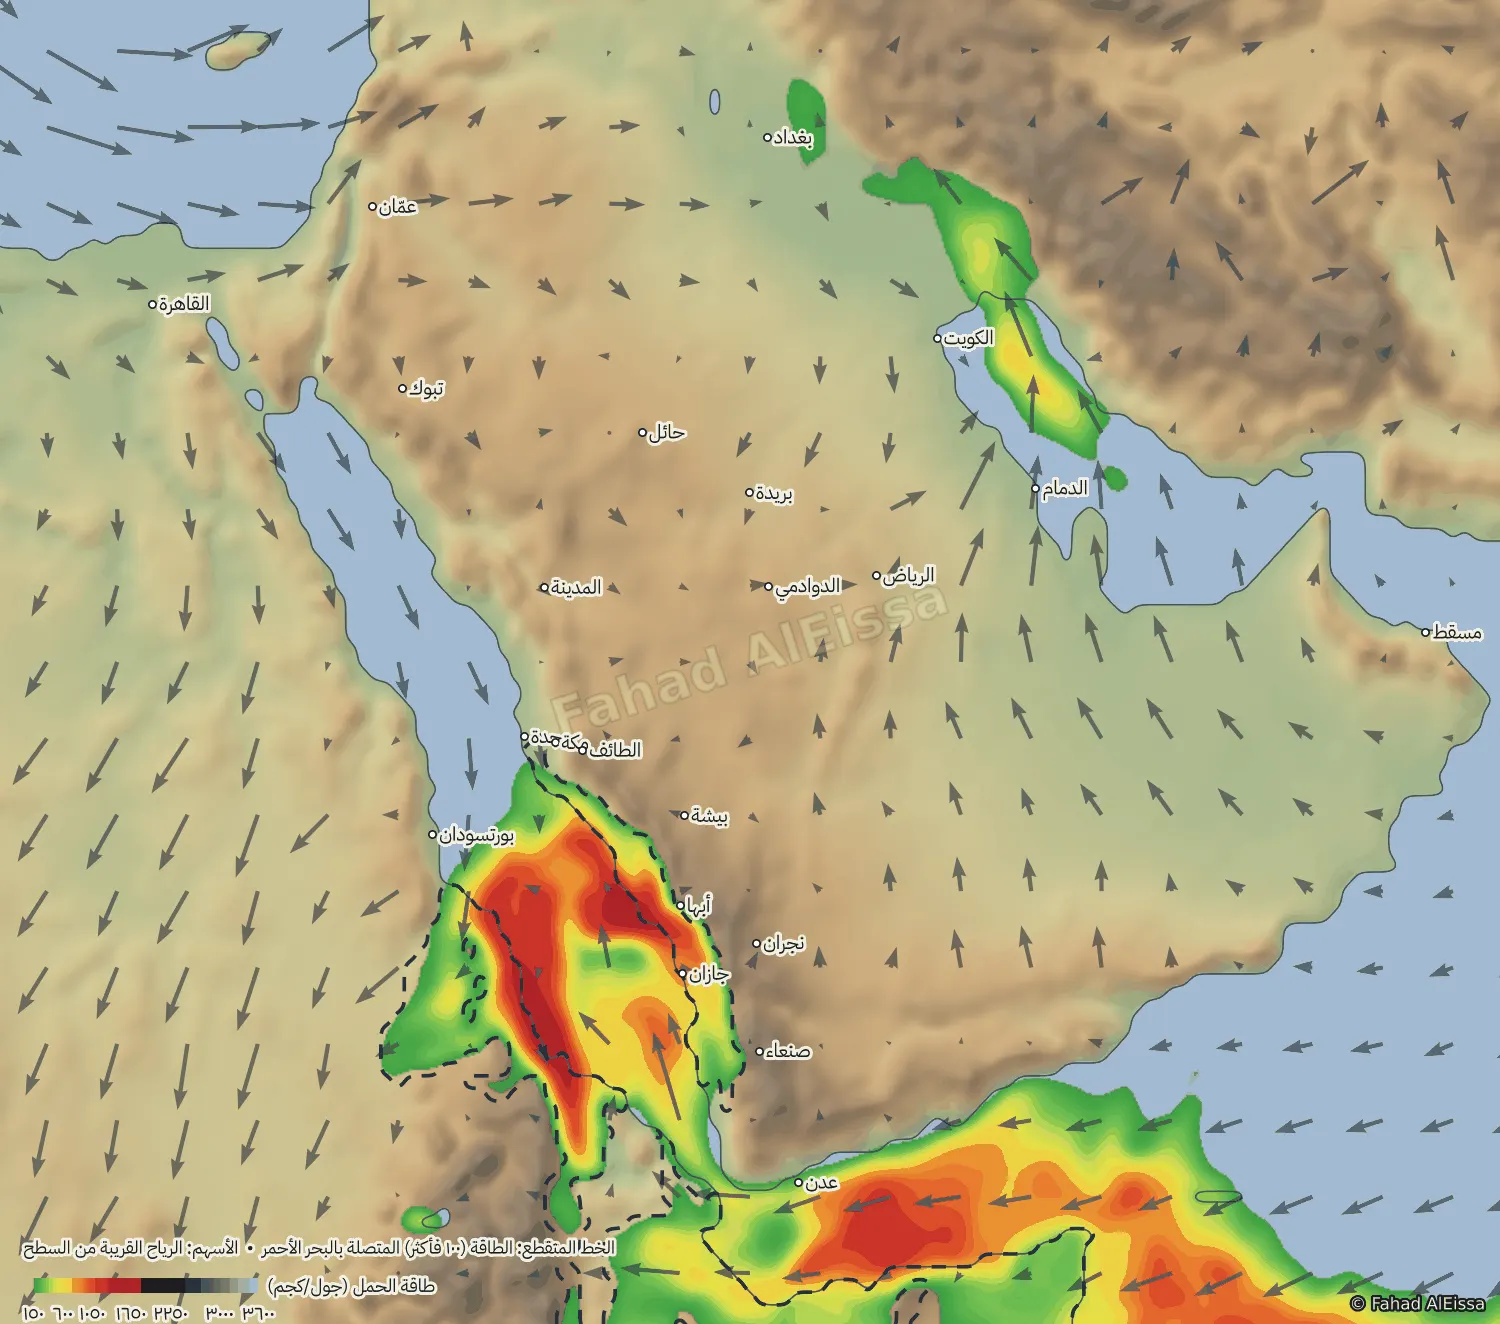 بغداد
عمّان
القاهرة
الكويت
تبوك
حائل
الدمام
بريدة
الرياض
الدوادمي
المدينة
مسقط
Fahad AlEissa
جدة
مكة
الطائف
بيشة
بورتسودان
أبها
نجران
جازان
صنعاء
عدن
الخط المتقطع: الطاقة (١٠٠ فأكثر) المتصلة بالبحر الأحمر • الأسهم: الرياح القريبة من السطح
طاقة الحمل (جول/كجم)
١٥٠ ٦٠٠ ١٠٥٠ ١٦٥٠ ٢٢٥٠ ٣٠٠٠ ٣٦٠٠
© Fahad AlEissa